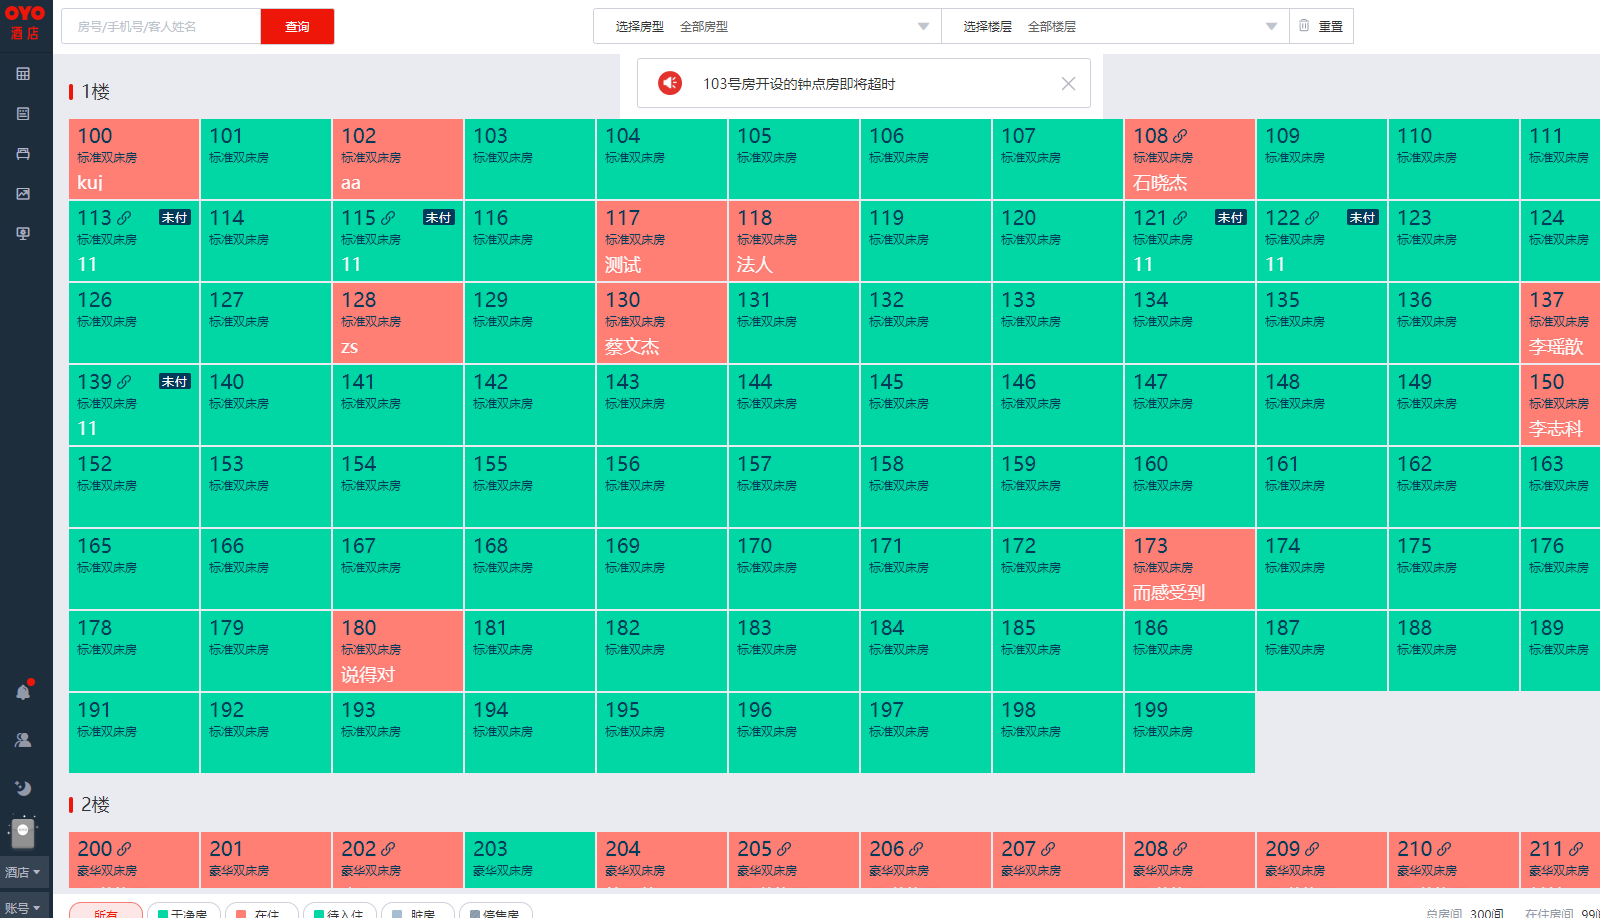 OYO
酒店
房号/手机号/客人姓名
查询
选择房型 全部房型
选择楼层 全部楼层
重置
103号房开设的钟点房即将超时
1楼
100 101 102 103 104 105 106 107 108 109 110 111
标准双床房 标准双床房 标准双床房 标准双床房 标准双床房 标准双床房 标准双床房 标准双床房 标准双床房 标准双床房 标准双床房 标准双床房
kuj aa 石晓杰
113 未付 114 115 未付 116 117 118 119 120 121 未付 122 未付 123 124
标准双床房 标准双床房 标准双床房 标准双床房 标准双床房 标准双床房 标准双床房 标准双床房 标准双床房 标准双床房 标准双床房 标准双床房
11 11 测试 法人 11 11
126 127 128 129 130 131 132 133 134 135 136 137
标准双床房 标准双床房 标准双床房 标准双床房 标准双床房 标准双床房 标准双床房 标准双床房 标准双床房 标准双床房 标准双床房 标准双床房
zs 蔡文杰 李瑶歆
139 未付 140 141 142 143 144 145 146 147 148 149 150
标准双床房 标准双床房 标准双床房 标准双床房 标准双床房 标准双床房 标准双床房 标准双床房 标准双床房 标准双床房 标准双床房 标准双床房
11 李志科
152 153 154 155 156 157 158 159 160 161 162 163
标准双床房 标准双床房 标准双床房 标准双床房 标准双床房 标准双床房 标准双床房 标准双床房 标准双床房 标准双床房 标准双床房 标准双床房
165 166 167 168 169 170 171 172 173 174 175 176
标准双床房 标准双床房 标准双床房 标准双床房 标准双床房 标准双床房 标准双床房 标准双床房 标准双床房 标准双床房 标准双床房 标准双床房
而感受到
178 179 180 181 182 183 184 185 186 187 188 189
标准双床房 标准双床房 标准双床房 标准双床房 标准双床房 标准双床房 标准双床房 标准双床房 标准双床房 标准双床房 标准双床房 标准双床房
说得对
191 192 193 194 195 196 197 198 199
标准双床房 标准双床房 标准双床房 标准双床房 标准双床房 标准双床房 标准双床房 标准双床房 标准双床房
2楼
200 201 202 203 204 205 206 207 208 209 210 211
豪华双床房 豪华双床房 豪华双床房 豪华双床房 豪华双床房 豪华双床房 豪华双床房 豪华双床房 豪华双床房 豪华双床房 豪华双床房 豪华双床房
酒店
账号
所有 干净房 在住 待入住 脏房 停售房
总房间 300间 在住房间 99间